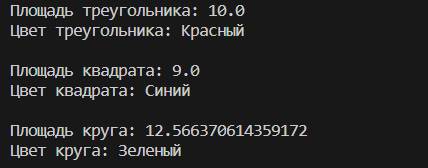 Площадь треугольника: 10.0
Цвет треугольника: Красный
Площадь квадрата: 9.0
Цвет квадрата: Синий
Площадь круга: 12.566370614359172
Цвет круга: Зеленый